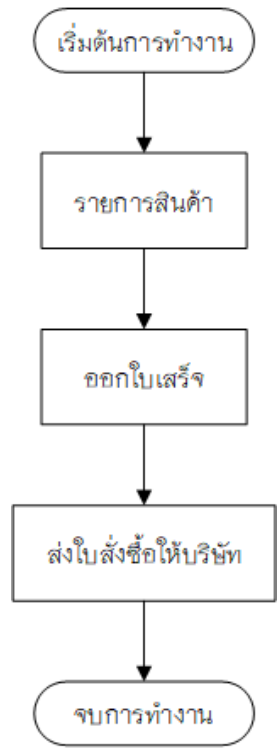 เริ่มต้นการทำงาน
รายการสินค้า
ออกใบเสร็จ
ส่งใบสั่งซื้อให้บริษัท
จบการทำงาน